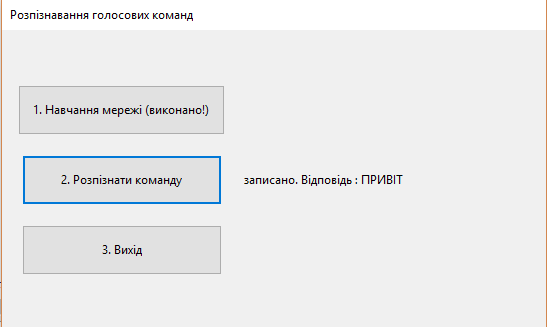 Розпізнавання голосових команд
1. Навчання мережі (виконано!)
2. Розпізнати команду
записано. Відповідь : ПРИВІТ
3. Вихід